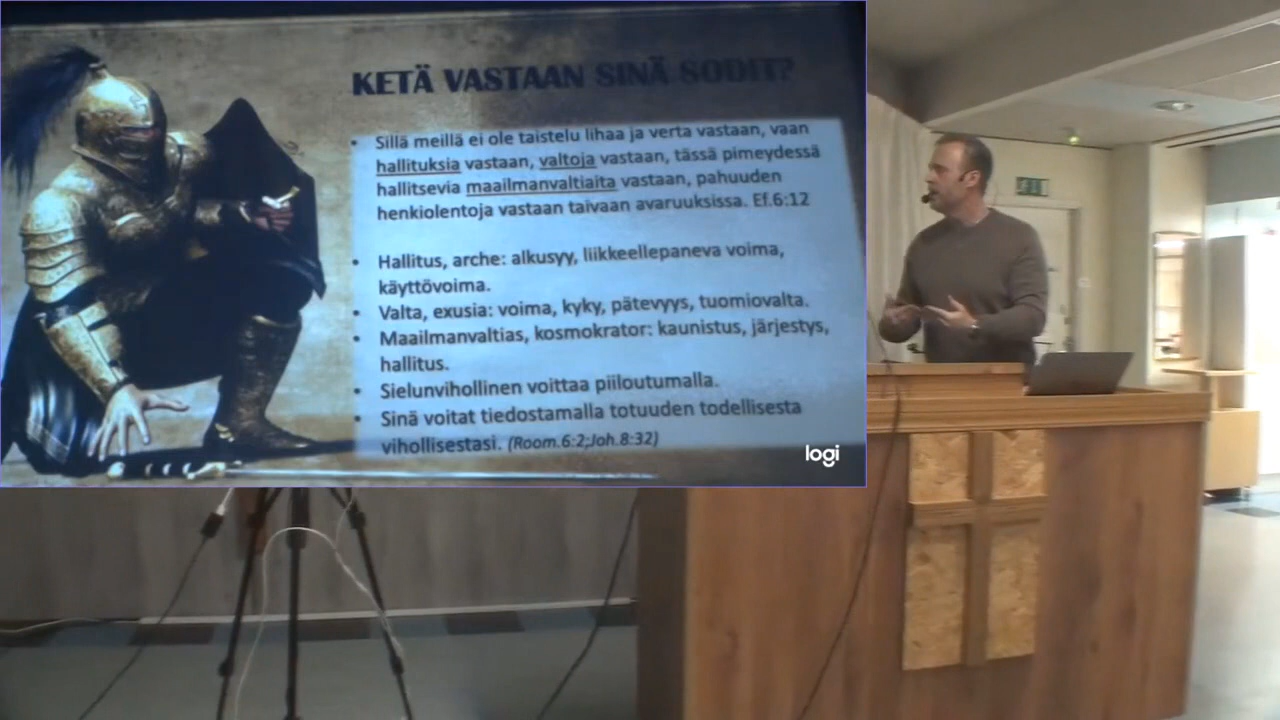 KETÄ VASTAAN SINÄ SODIT?
• Sillä meillä ei ole taistelu lihaa ja verta vastaan, vaan
hallituksia vastaan, valtoja vastaan, tässä pimeydessä
hallitsevia maailmanvaltiaita vastaan, pahuuden
henkiolentoja vastaan taivaan avaruuksissa. Ef.6:12
• Hallitus, arche: alkusyy, liikkeellepaneva voima,
käyttövoima.
• Valta, exusia: voima, kyky, pätevyys, tuomiovalta.
• Maailmanvaltias, kosmokrator: kaunistus, järjestys,
hallitus.
• Sielunvihollinen voittaa piiloutumalla.
• Sinä voitat tiedostamalla totuuden todellisesta
vihollisestasi. (Room.6:2;Joh.8:32)
logi